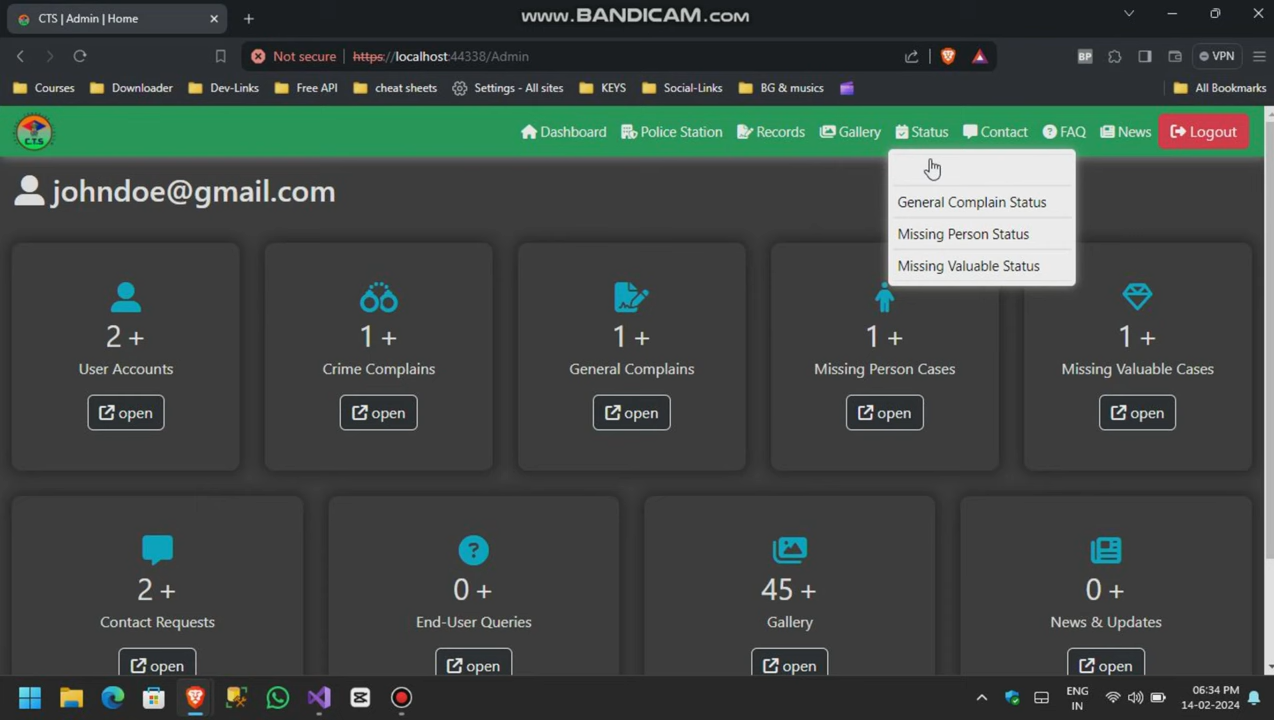 CTS | Admin | Home
www.BANDICAM.com
Not secure https://localhost:44338/Admin
BP
VPN
Courses Downloader Dev-Links Free API cheat sheets Settings - All sites KEYS Social-Links BG & musics All Bookmarks
C.T.S
Dashboard Police Station Records Gallery Status Contact FAQ News Logout
johndoe@gmail.com
General Complain Status
Missing Person Status
Missing Valuable Status
2 + 1 + 1 + 1 + 1 +
User Accounts Crime Complains General Complains Missing Person Cases Missing Valuable Cases
open open open open open
2 + 0 + 45 + 0 +
Contact Requests End-User Queries Gallery News & Updates
open open open open
ENG
IN
06:34 PM
14-02-2024